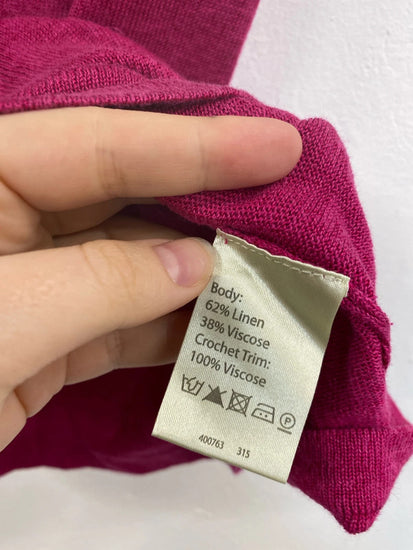 Body:
62% Linen
38% Viscose
Crochet Trim:
100% Viscose
P
400763 315